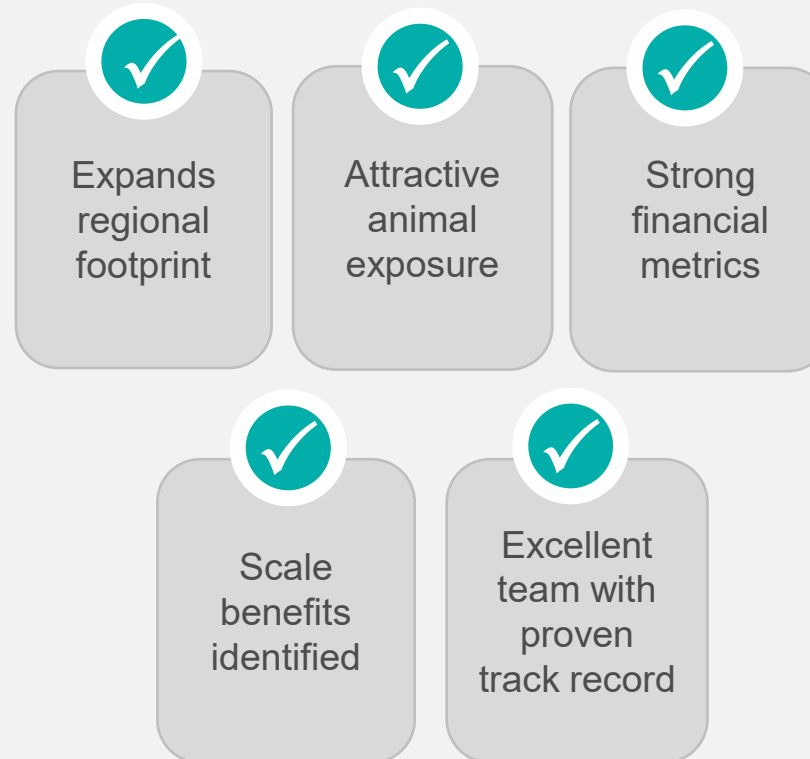 Expands
regional
footprint
Attractive
animal
exposure
Strong
financial
metrics
Scale
benefits
identified
Excellent
team with
proven
track record